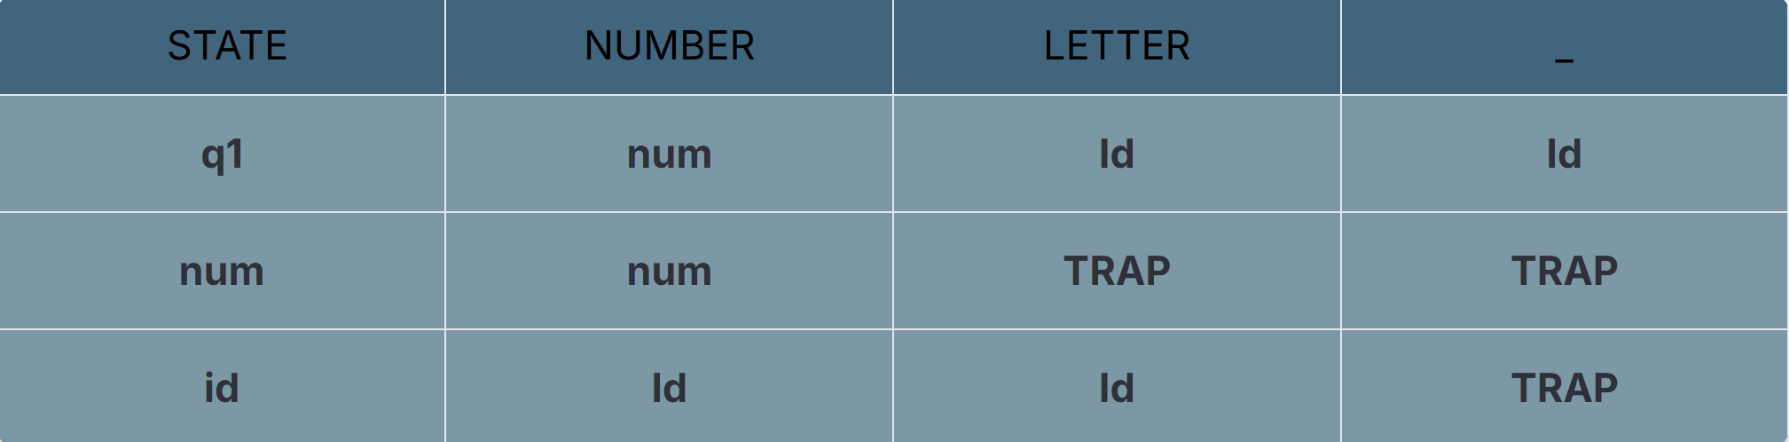 STATE NUMBER LETTER _
q1 num Id Id
num num TRAP TRAP
id Id Id TRAP